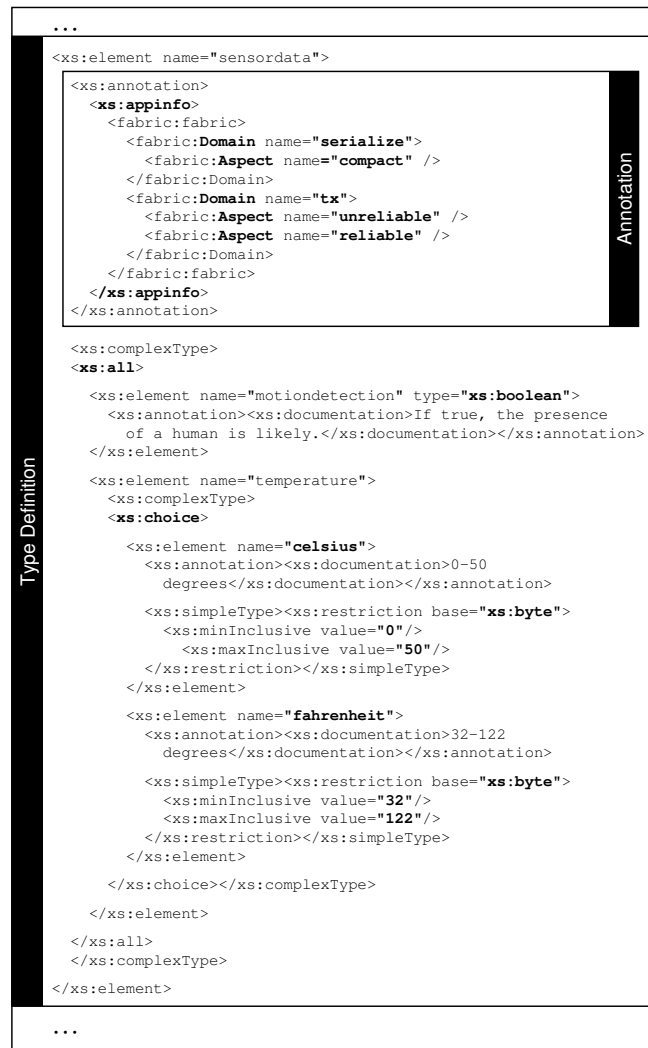 ...
Type Definition
<xs:element name="sensordata">
<xs:annotation>
<xs:appinfo>
<fabric:fabric>
<fabric:Domain name="serialize">
<fabric:Aspect name="compact" />
</fabric:Domain>
<fabric:Domain name="tx">
<fabric:Aspect name="unreliable" />
<fabric:Aspect name="reliable" />
</fabric:Domain>
</fabric:fabric>
</xs:appinfo>
</xs:annotation>
Annotation
<xs:complexType>
<xs:all>
<xs:element name="motiondetection" type="xs:boolean">
<xs:annotation><xs:documentation>If true, the presence
of a human is likely.</xs:documentation></xs:annotation>
</xs:element>
<xs:element name="temperature">
<xs:complexType>
<xs:choice>
<xs:element name="celsius">
<xs:annotation><xs:documentation>0-50
degrees</xs:documentation></xs:annotation>
<xs:simpleType><xs:restriction base="xs:byte">
<xs:minInclusive value="0"/>
<xs:maxInclusive value="50"/>
</xs:restriction></xs:simpleType>
</xs:element>
<xs:element name="fahrenheit">
<xs:annotation><xs:documentation>32-122
degrees</xs:documentation></xs:annotation>
<xs:simpleType><xs:restriction base="xs:byte">
<xs:minInclusive value="32"/>
<xs:maxInclusive value="122"/>
</xs:restriction></xs:simpleType>
</xs:element>
</xs:choice></xs:complexType>
</xs:element>
</xs:all>
</xs:complexType>
</xs:element>
...